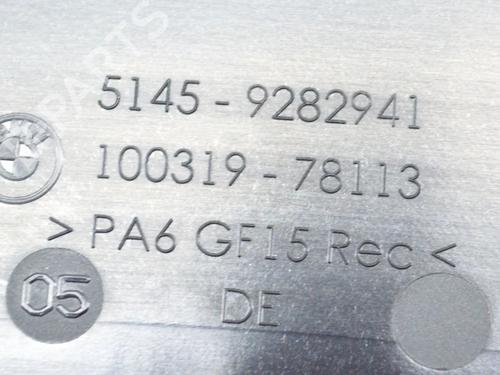 5145 - 9282941
100319 - 78113
> PA6 GF15 Rec <
05
DE